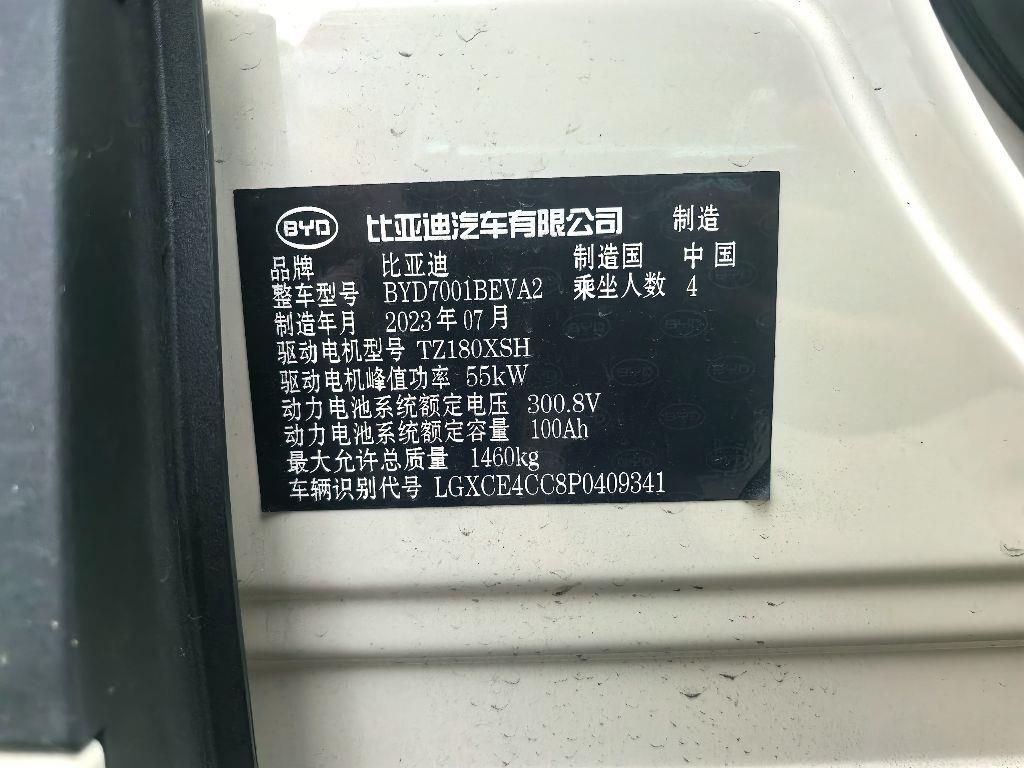 BYD 比亚迪汽车有限公司 制造
品牌 比亚迪 制造国 中国
整车型号 BYD7001BEVA2 乘坐人数 4
制造年月 2023年07月
驱动电机型号 TZ180XSH
驱动电机峰值功率 55kW
动力电池系统额定电压 300.8V
动力电池系统额定容量 100Ah
最大允许总质量 1460kg
车辆识别代号 LGXCE4CC8P0409341